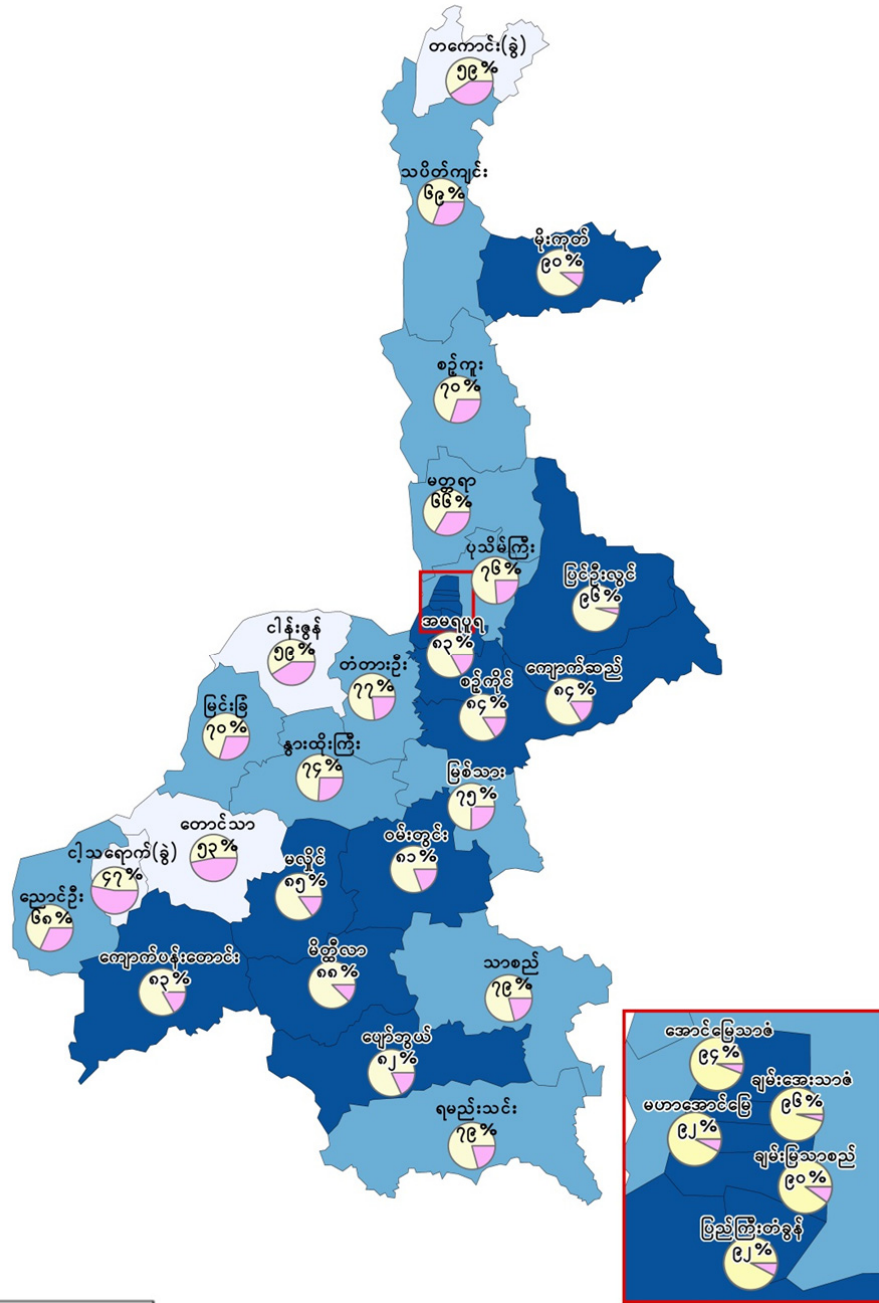 တကောင်း(ခွဲ)
၅၉%
သပိတ်ကျင်း
၆၉%
မိုးကုတ်
၉၀%
စဉ့်ကူး
၇၀%
မတ္တရာ
၆၆%
ပုသိမ်ကြီး
၇၆%
ပြင်ဦးလွင်
၉၆%
အမရပူရ
၈၃%
ငါန်းဇွန်
၅၉%
တံတားဦး
၇၇%
စဉ့်ကိုင်
၈၄%
ကျောက်ဆည်
၈၄%
မြင်းခြံ
၇၀%
နွားထိုးကြီး
၇၄%
မြစ်သား
၇၅%
တောင်သာ
၅၃%
ဝမ်းတွင်း
၈၁%
ငါ့သရောက်(ခွဲ)
၄၇%
မလှိုင်
၈၅%
ညောင်ဦး
၆၈%
ကျောက်ပန်းတောင်း
၈၃%
မိတ္ထီလာ
၈၈%
သာစည်
၇၉%
ပျော်ဘွယ်
၈၂%
ရမည်းသင်း
၇၉%
အောင်မြေသာဇံ
၉၄%
ချမ်းအေးသာဇံ
၉၆%
မဟာအောင်မြေ
၉၂%
ချမ်းမြသာစည်
၉၀%
ပြည်ကြီးတံခွန်
၉၂%